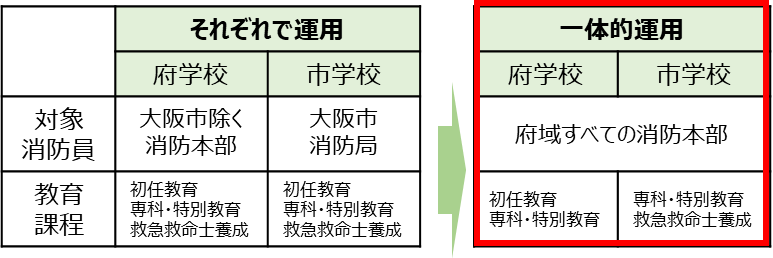 それぞれで運用
一体的運用
府学校
市学校
府学校
市学校
対象
消防員
大阪市除く
消防本部
大阪市
消防局
府域すべての消防本部
教育
課程
初任教育
専科・特別教育
救急救命士養成
初任教育
専科・特別教育
救急救命士養成
初任教育
専科・特別教育
専科・特別教育
救急救命士養成